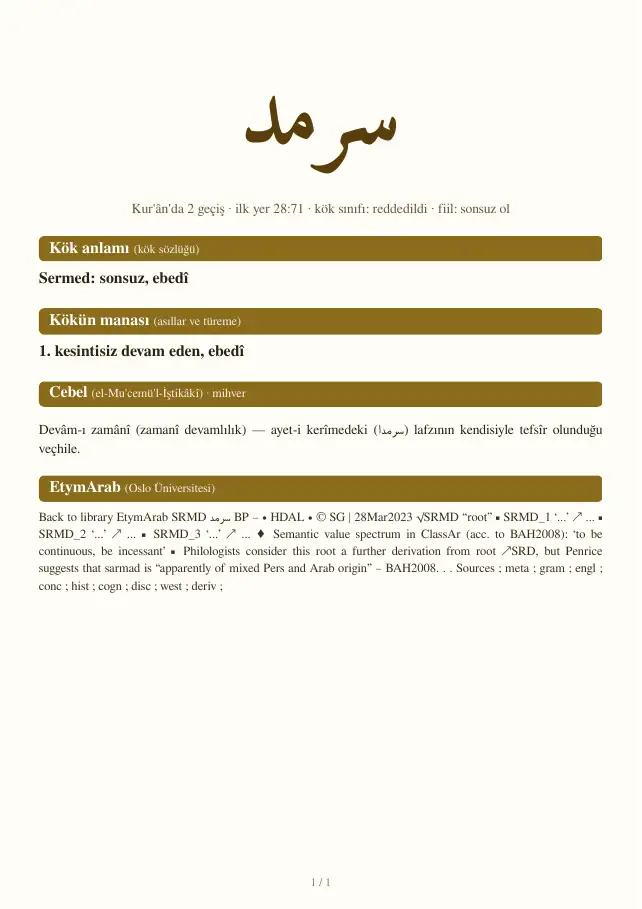 سرمد
Kur'ân'da 2 geçiş · ilk yer 28:71 · kök sınıfı: reddedildi · fiil: sonsuz ol
Kök anlamı (kök sözlüğü)
Sermed: sonsuz, ebedî
Kökün manası (asıllar ve türeme)
1. kesintisiz devam eden, ebedî
Cebel (el-Mu'cemü'l-İştikâkî) · mihver
Devâm-ı zamânî (zamanî devamlılık) — ayet-i kerîmedeki (سرمدا) lafzının kendisiyle tefsîr olunduğu
veçhile.
EtymArab (Oslo Üniversitesi)
Back to library EtymArab SRMD سرمد BP – • HDAL • © SG | 28Mar2023 √SRMD “root” ▪ SRMD_1 ‘...’ ↗ ... ▪
SRMD_2 ‘...’ ↗ ... ▪ SRMD_3 ‘...’ ↗ ... ♦ Semantic value spectrum in ClassAr (acc. to BAH2008): ‘to be
continuous, be incessant’ ▪ Philologists consider this root a further derivation from root ↗SRD, but Penrice
suggests that sarmad is “apparently of mixed Pers and Arab origin” – BAH2008. . . Sources ; meta ; gram ; engl ;
conc ; hist ; cogn ; disc ; west ; deriv ;
1 / 1